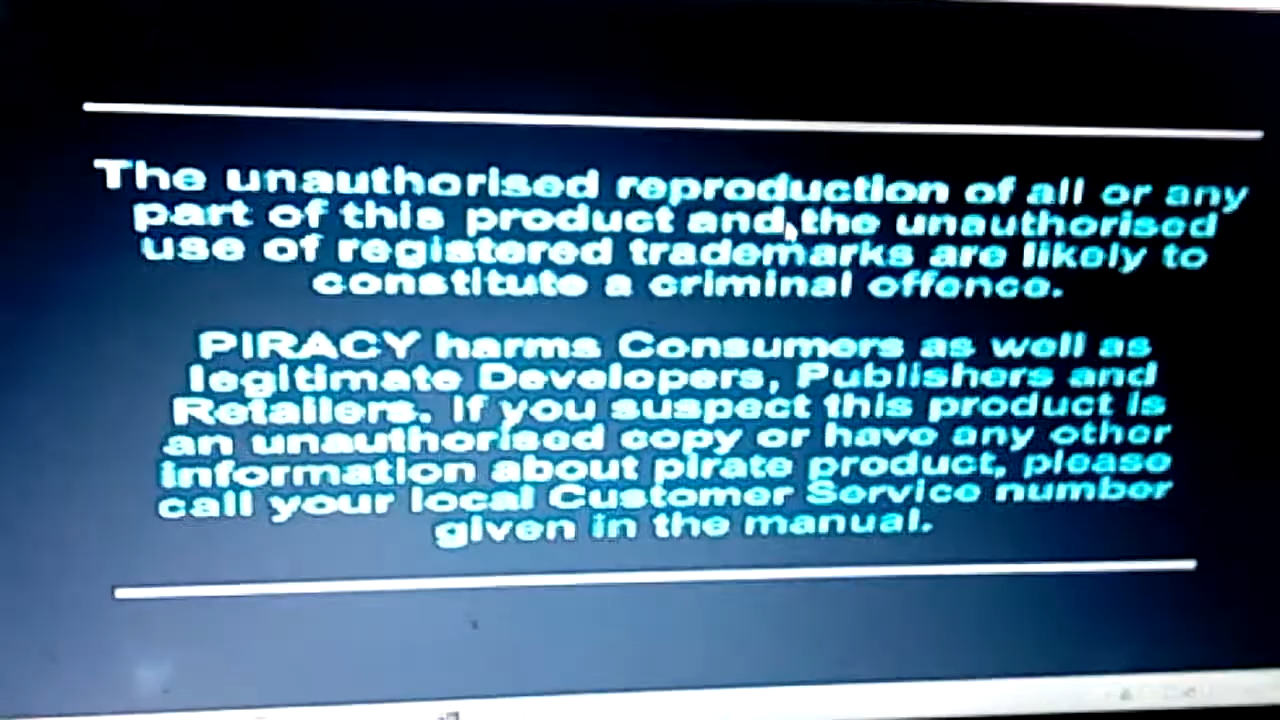 The unauthorised reproduction of all or any
part of this product and the unauthorised
use of registered trademarks are likely to
constitute a criminal offence.
PIRACY harms Consumers as well as
legitimate Developers, Publishers and
Retailers. If you suspect this product is
an unauthorised copy or have any other
information about pirate product, please
call your local Customer Service number
given in the manual.